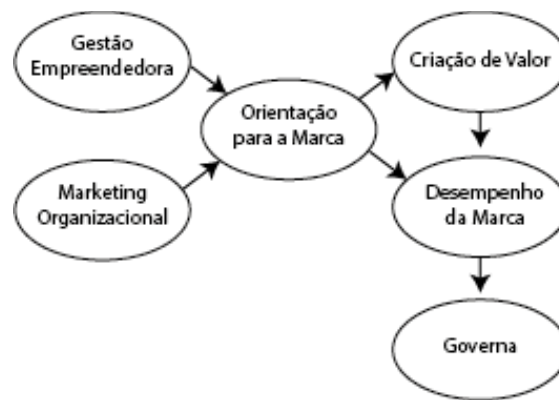 Gestão
Empreendedora
Criação de Valor
Orientação
para a Marca
Marketing
Organizacional
Desempenho
da Marca
Governa